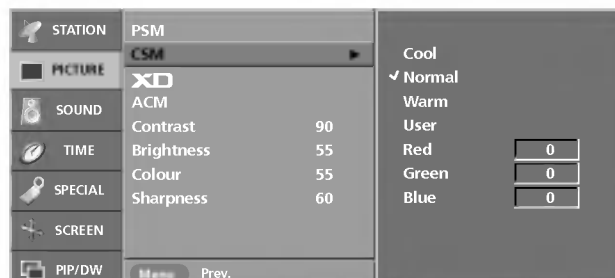 STATION
PICTURE
SOUND
TIME
SPECIAL
SCREEN
PIP/DW
PSM
CSM
XD
ACM
Contrast 90
Brightness 55
Colour 55
Sharpness 60
Menu Prev.
Cool
Normal
Warm
User
Red 0
Green 0
Blue 0